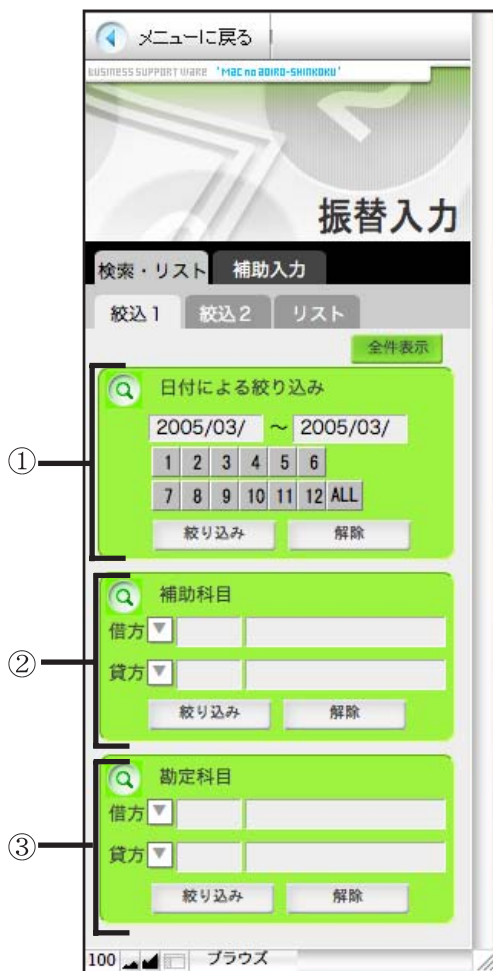 メニューに戻る
BUSINESS SUPPORT WARE 'MAC no AOIRO-SHINKOKU'
振替入力
検索・リスト 補助入力
絞込1 絞込2 リスト
全件表示
① 日付による絞り込み
2005/03/ ～ 2005/03/
1 2 3 4 5 6
7 8 9 10 11 12 ALL
絞り込み 解除
② 補助科目
借方
貸方
絞り込み 解除
③ 勘定科目
借方
貸方
絞り込み 解除
100 ブラウズ